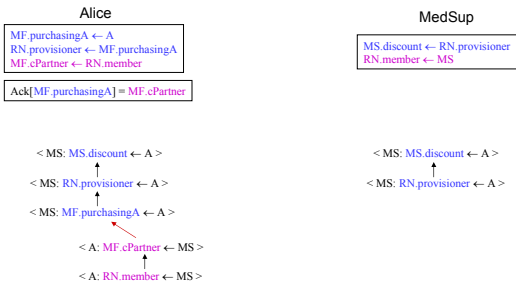 Alice
MF.purchasingA ← A
RN.provisioner ← MF.purchasingA
MF.cPartner ← RN.member
Ack[MF.purchasingA] = MF.cPartner
< MS: MS.discount ← A >
< MS: RN.provisioner ← A >
< MS: MF.purchasingA ← A >
< A: MF.cPartner ← MS >
< A: RN.member ← MS >
MedSup
MS.discount ← RN.provisioner
RN.member ← MS
< MS: MS.discount ← A >
< MS: RN.provisioner ← A >